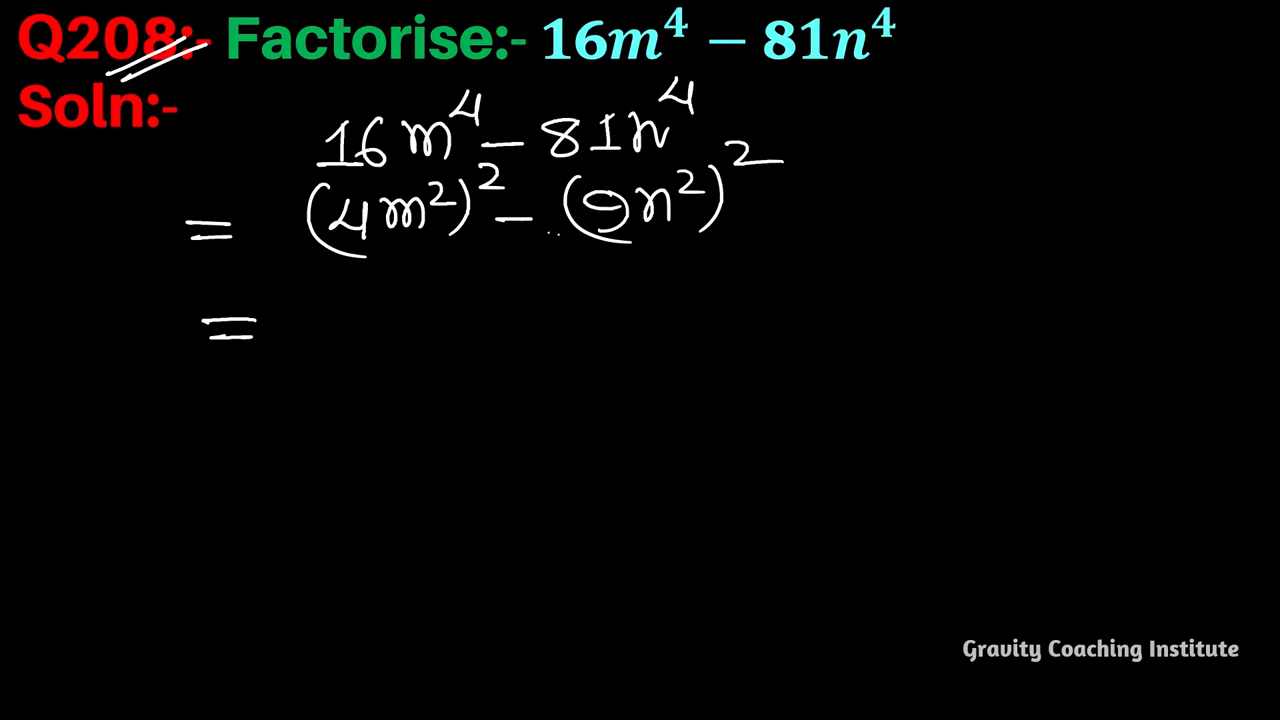 Q208:- Factorise:- 16m⁴ − 81n⁴
Soln:-
16m⁴ − 81n⁴
= (4m²)² − (9n²)²
=
Gravity Coaching Institute